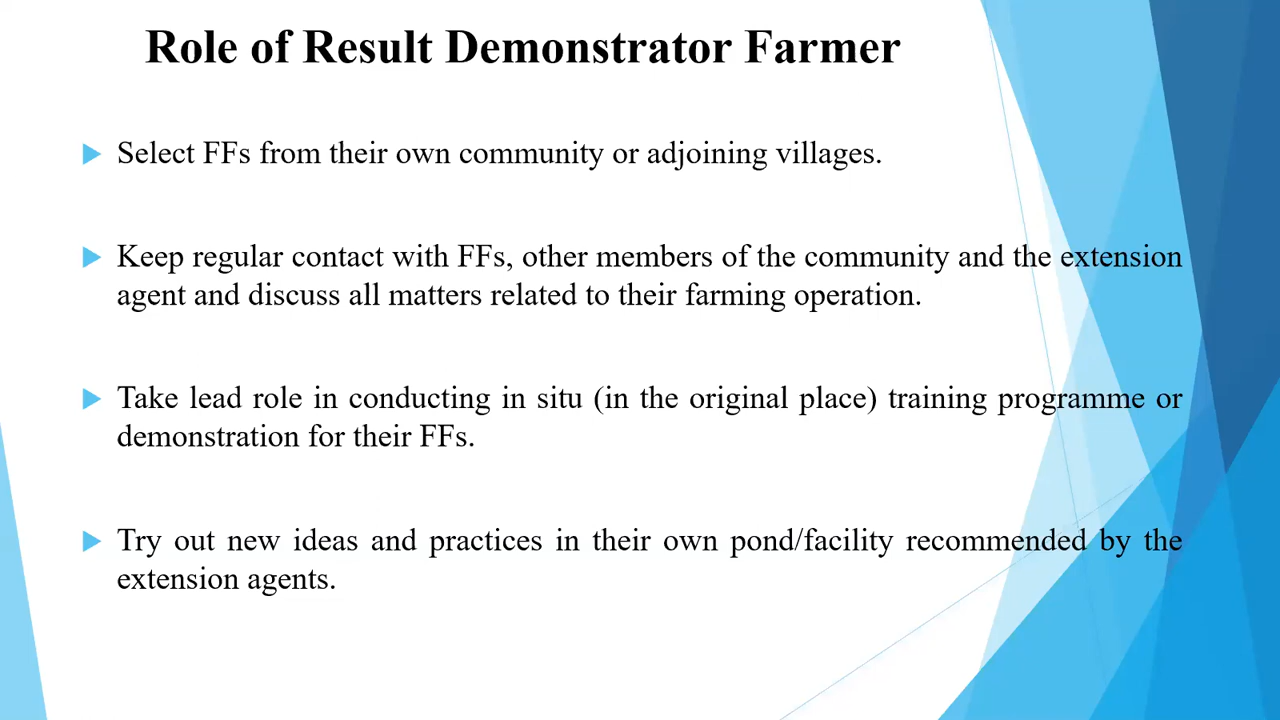 Role of Result Demonstrator Farmer
Select FFs from their own community or adjoining villages.
Keep regular contact with FFs, other members of the community and the extension
agent and discuss all matters related to their farming operation.
Take lead role in conducting in situ (in the original place) training programme or
demonstration for their FFs.
Try out new ideas and practices in their own pond/facility recommended by the
extension agents.